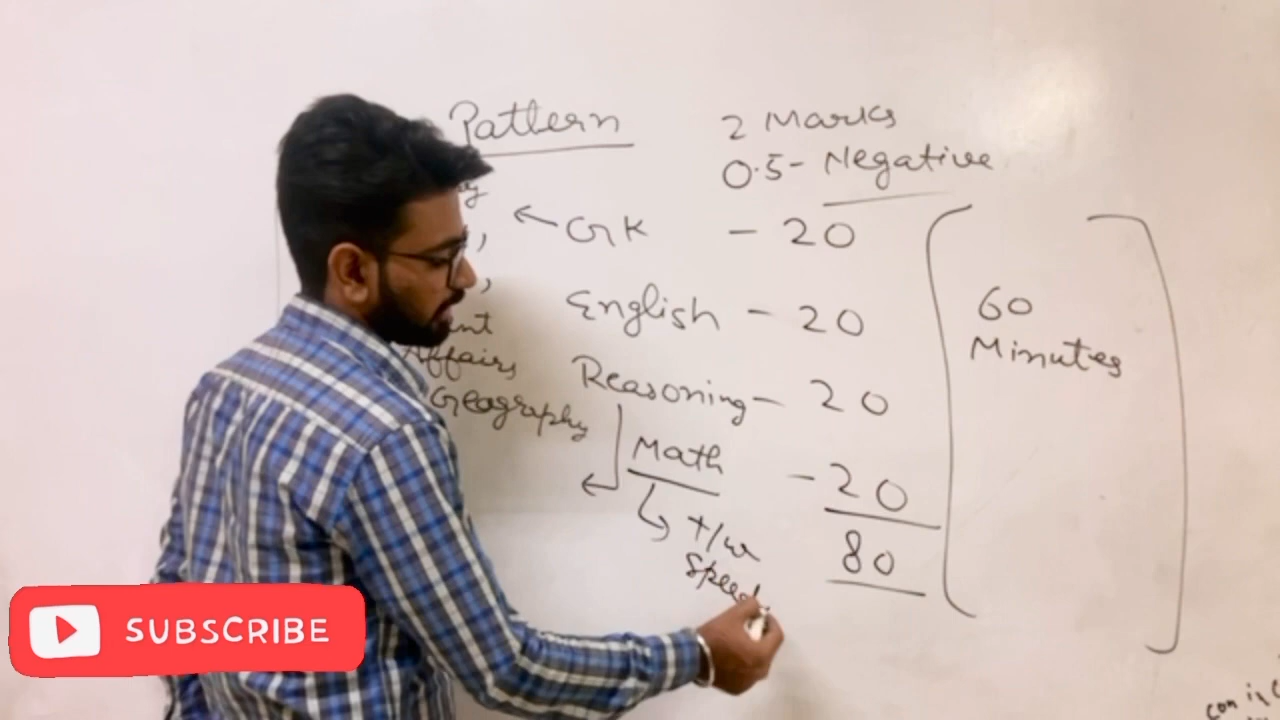 Pattern
2 Marks
0.5- Negative
← GK - 20
English - 20
Affairs,
Geography
Reasoning - 20
Math - 20
80
T/W
Speed
60
Minutes
SUBSCRIBE